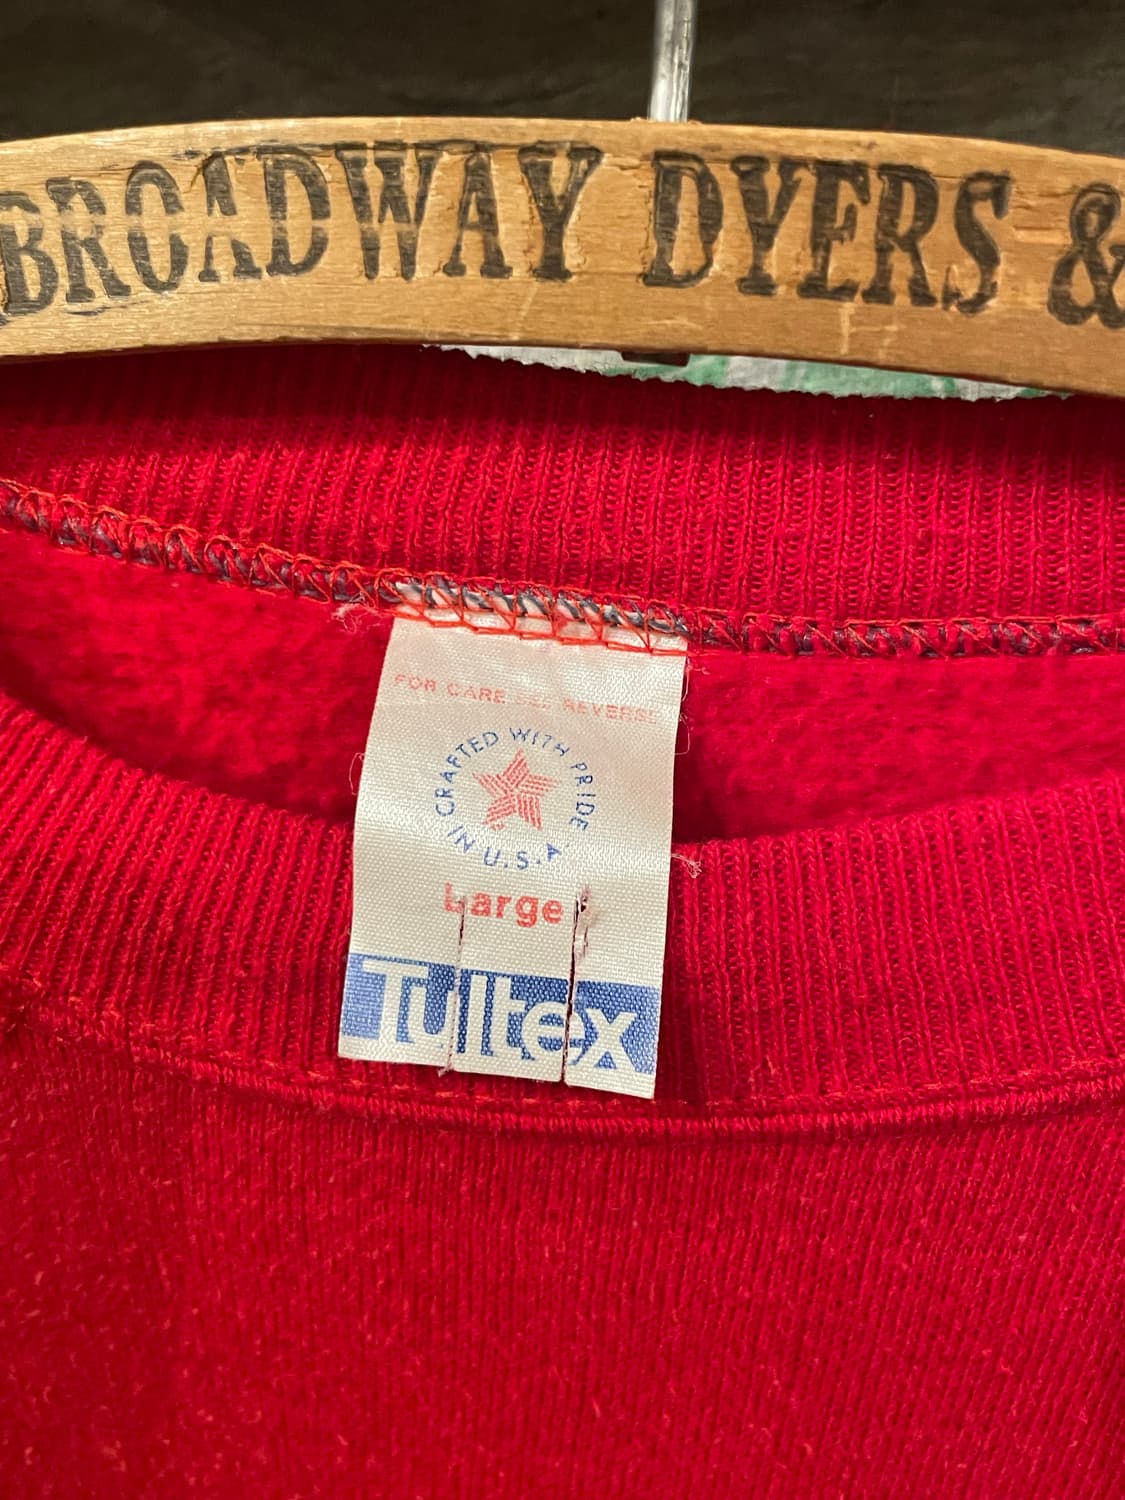 BROADWAY DYERS &
FOR CARE SEE REVERSE
CRAFTED WITH PRIDE
IN U.S.A
Large
Tultex